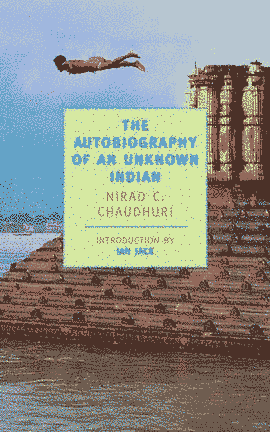 THE
AUTOBIOGRAPHY
OF AN UNKNOWN
INDIAN
NIRAD C.
CHAUDHURI
INTRODUCTION BY
IAN JACK